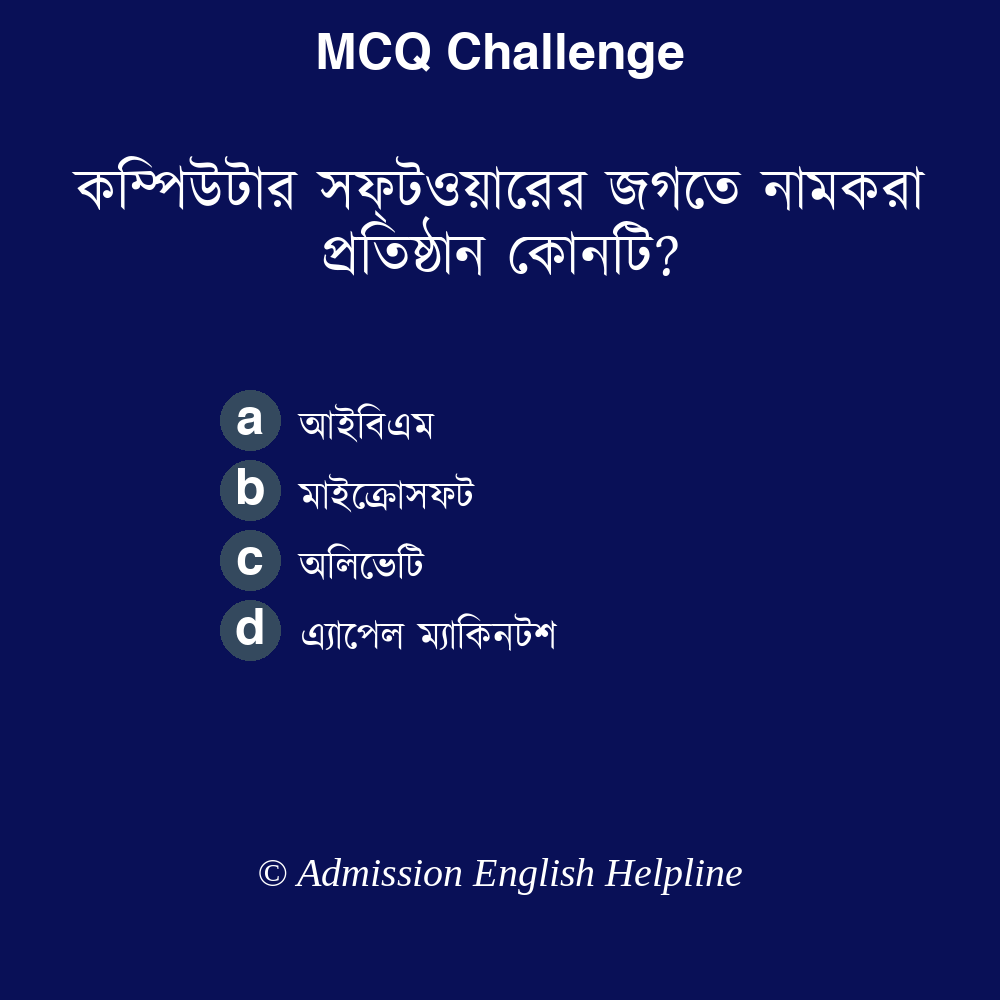 MCQ Challenge
কম্পিউটার সফ্‌টওয়ারের জগতে নামকরা
প্রতিষ্ঠান কোনটি?
a আইবিএম
b মাইক্রোসফট
c অলিভেটি
d এ্যাপেল ম্যাকিনটশ
© Admission English Helpline